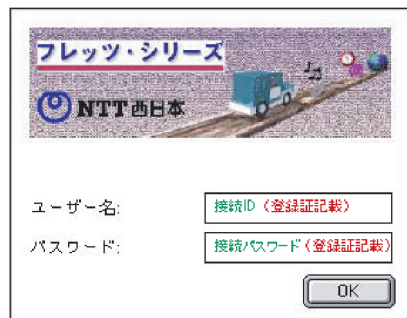 フレッツ・シリーズ
NTT西日本
ユーザー名: 接続ID（登録証記載）
パスワード: 接続パスワード（登録証記載）
OK